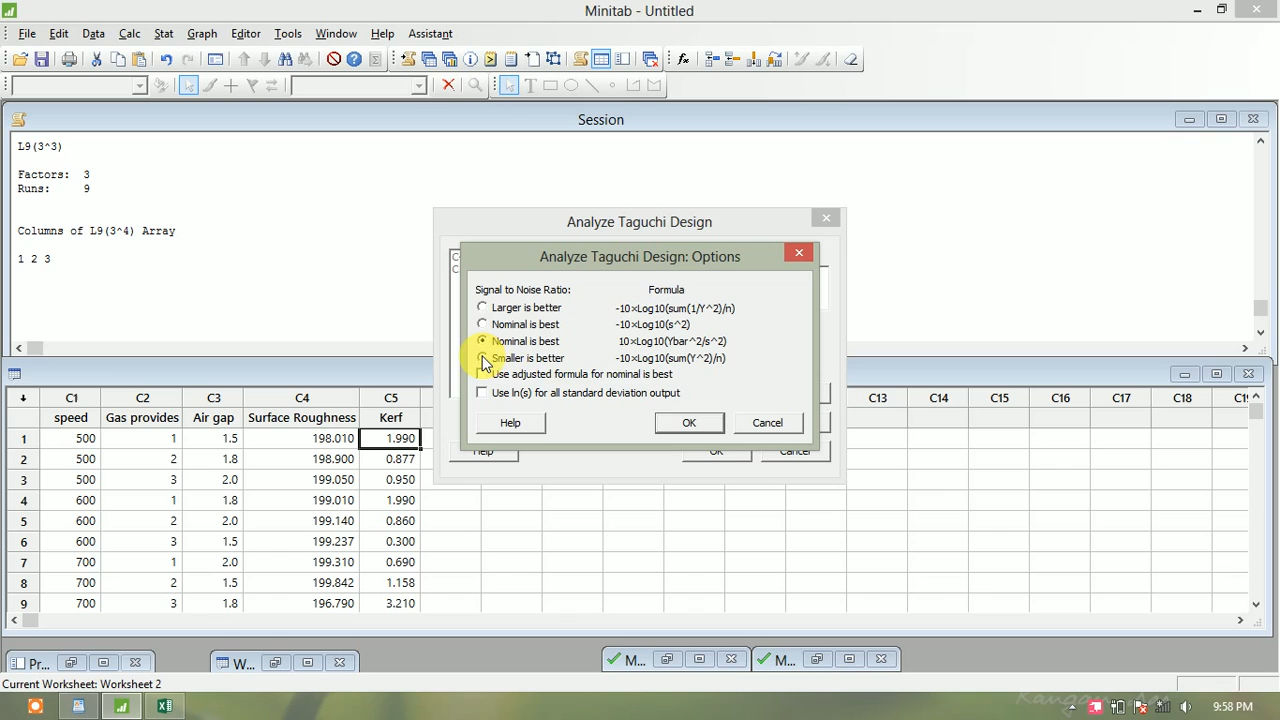 Minitab - Untitled
File Edit Data Calc Stat Graph Editor Tools Window Help Assistant
Session
L9(3^3)
Factors: 3
Runs: 9
Columns of L9(3^4) Array
1 2 3
Analyze Taguchi Design
Analyze Taguchi Design: Options
Signal to Noise Ratio: Formula
Larger is better -10×Log10(sum(1/Y^2)/n)
Nominal is best -10×Log10(s^2)
Nominal is best 10×Log10(Ybar^2/s^2)
Smaller is better -10×Log10(sum(Y^2)/n)
Use adjusted formula for nominal is best
Use ln(s) for all standard deviation output
Help OK Cancel
Help OK Cancel
C1 C2 C3 C4 C5 C13 C14 C15 C16 C17 C18 C19
speed Gas provides Air gap Surface Roughness Kerf
1 500 1 1.5 198.010 1.990
2 500 2 1.8 198.900 0.877
3 500 3 2.0 199.050 0.950
4 600 1 1.8 199.010 1.990
5 600 2 2.0 199.140 0.860
6 600 3 1.5 199.237 0.300
7 700 1 2.0 199.310 0.690
8 700 2 1.5 199.842 1.158
9 700 3 1.8 196.790 3.210
Pr... W... M... M...
Current Worksheet: Worksheet 2
9:58 PM